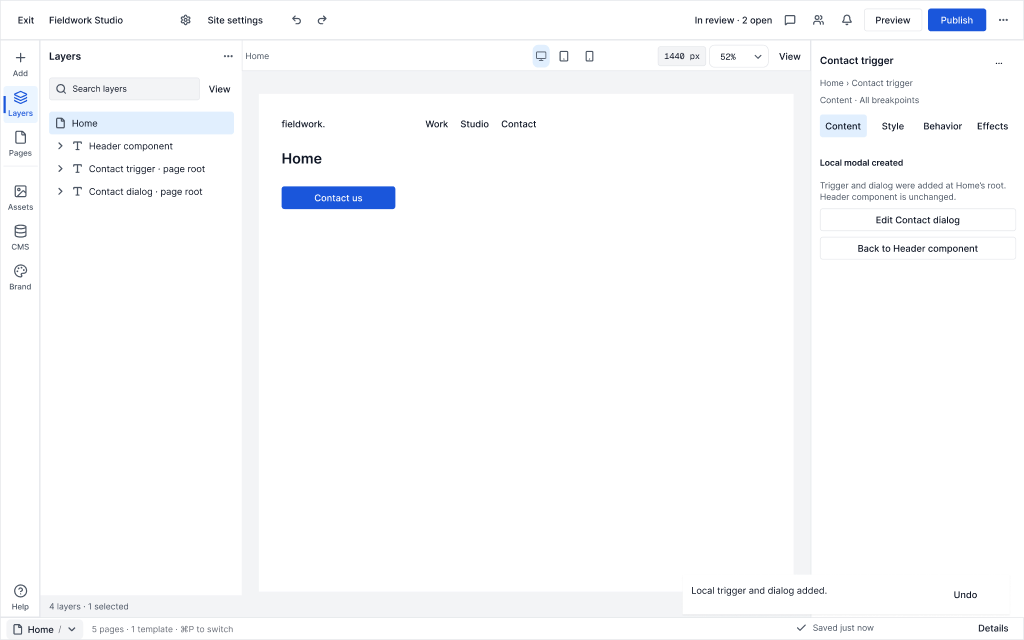 Exit
Fieldwork Studio
Site settings
In review · 2 open
Preview
Publish
Add
Layers
Pages
Assets
CMS
Brand
Help
Layers
Search layers
View
Home
Header component
Contact trigger · page root
Contact dialog · page root
4 layers · 1 selected
Home
1440 px
52%
View
fieldwork.
Work
Studio
Contact
Home
Contact us
Contact trigger
Home › Contact trigger
Content · All breakpoints
Content
Style
Behavior
Effects
Local modal created
Trigger and dialog were added at Home's root.
Header component is unchanged.
Edit Contact dialog
Back to Header component
Local trigger and dialog added.
Undo
Home /
5 pages · 1 template · ⌘P to switch
Saved just now
Details